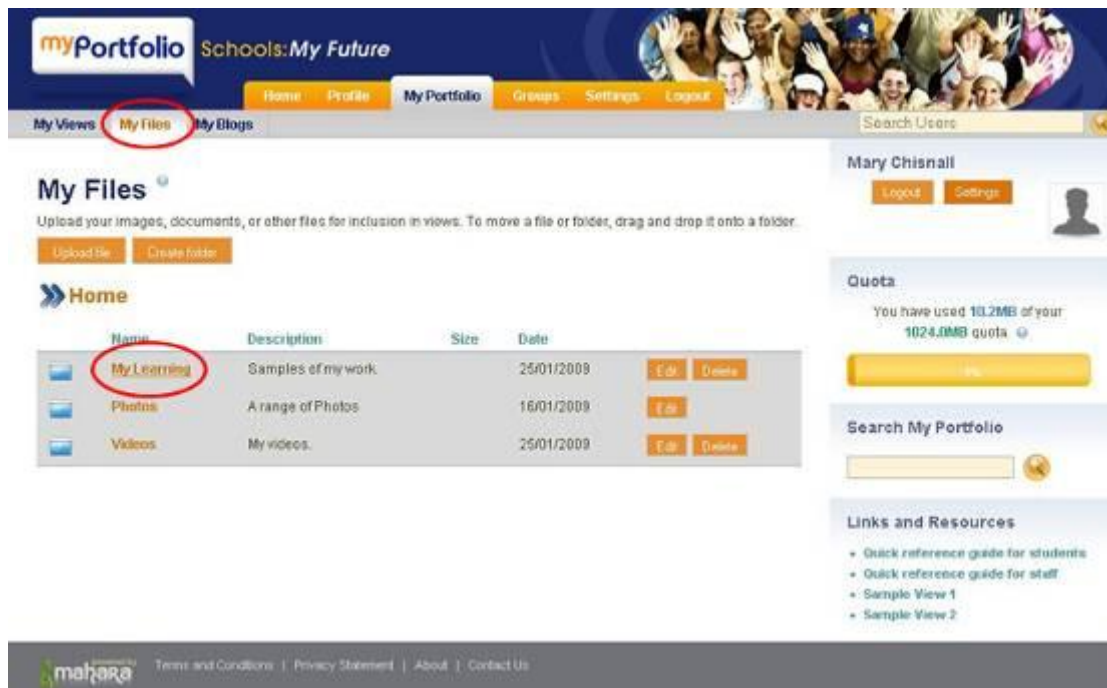 myPortfolio Schools:My Future
Home Profile My Portfolio Groups Settings Logout
My Views My Files My Blogs
Search Users
My Files
Upload your images, documents, or other files for inclusion in views. To move a file or folder, drag and drop it onto a folder.
Upload file Create folder
Home
Name Description Size Date
My Learning Samples of my work. 25/01/2009 Edit Delete
Photos A range of Photos 16/01/2009 Edit
Videos My videos. 25/01/2009 Edit Delete
Mary Chisnall
Logout Settings
Quota
You have used 10.2MB of your
1024.0MB quota
Search My Portfolio
Links and Resources
Quick reference guide for students
Quick reference guide for staff
Sample View 1
Sample View 2
mahara
Terms and Conditions | Privacy Statement | About | Contact Us